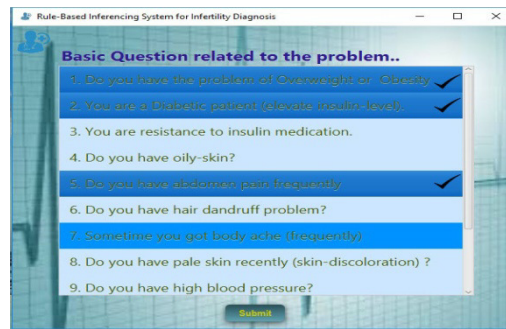 Rule-Based Inferencing System for Infertility Diagnosis
Basic Question related to the problem..
1. Do you have the problem of Overweight or Obesity
2. You are a Diabetic patient (elevate insulin-level).
3. You are resistance to insulin medication.
4. Do you have oily-skin?
5. Do you have abdomen pain frequently
6. Do you have hair dandruff problem?
7. Sometime you got body ache (frequently)
8. Do you have pale skin recently (skin-discoloration) ?
9. Do you have high blood pressure?
Submit